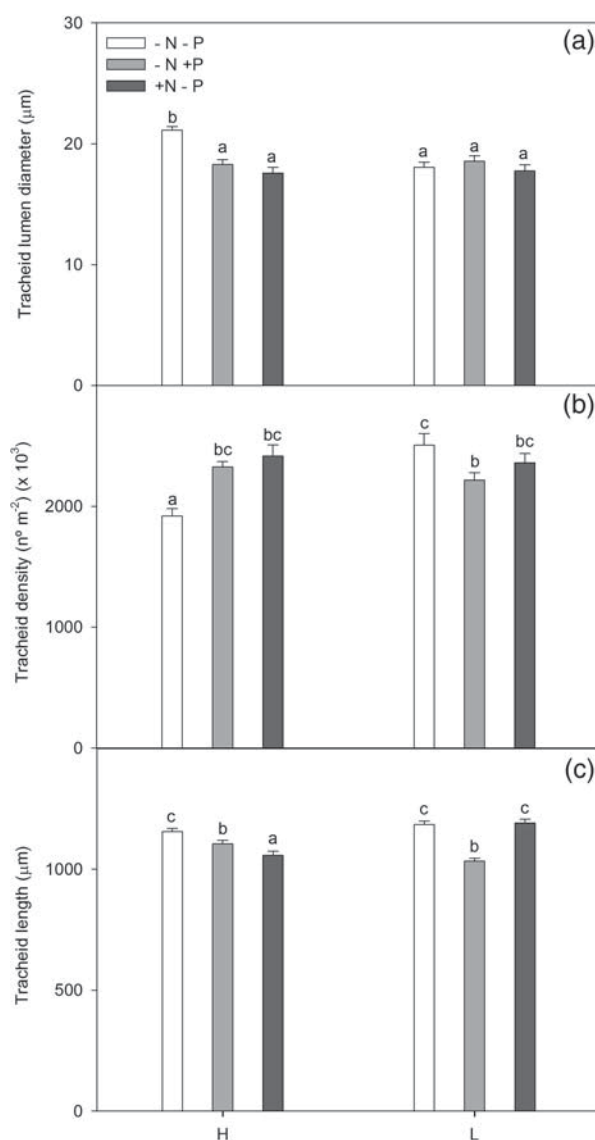 30
(a)
- N - P
- N +P
+N - P
b
a
a
a
a
a
20
10
0
Tracheid lumen diameter (μm)
(b)
a
bc
bc
c
b
bc
2000
1000
0
Tracheid density (nº m-2) (x 10³)
(c)
c
b
a
c
b
c
1000
500
0
Tracheid length (μm)
H
L